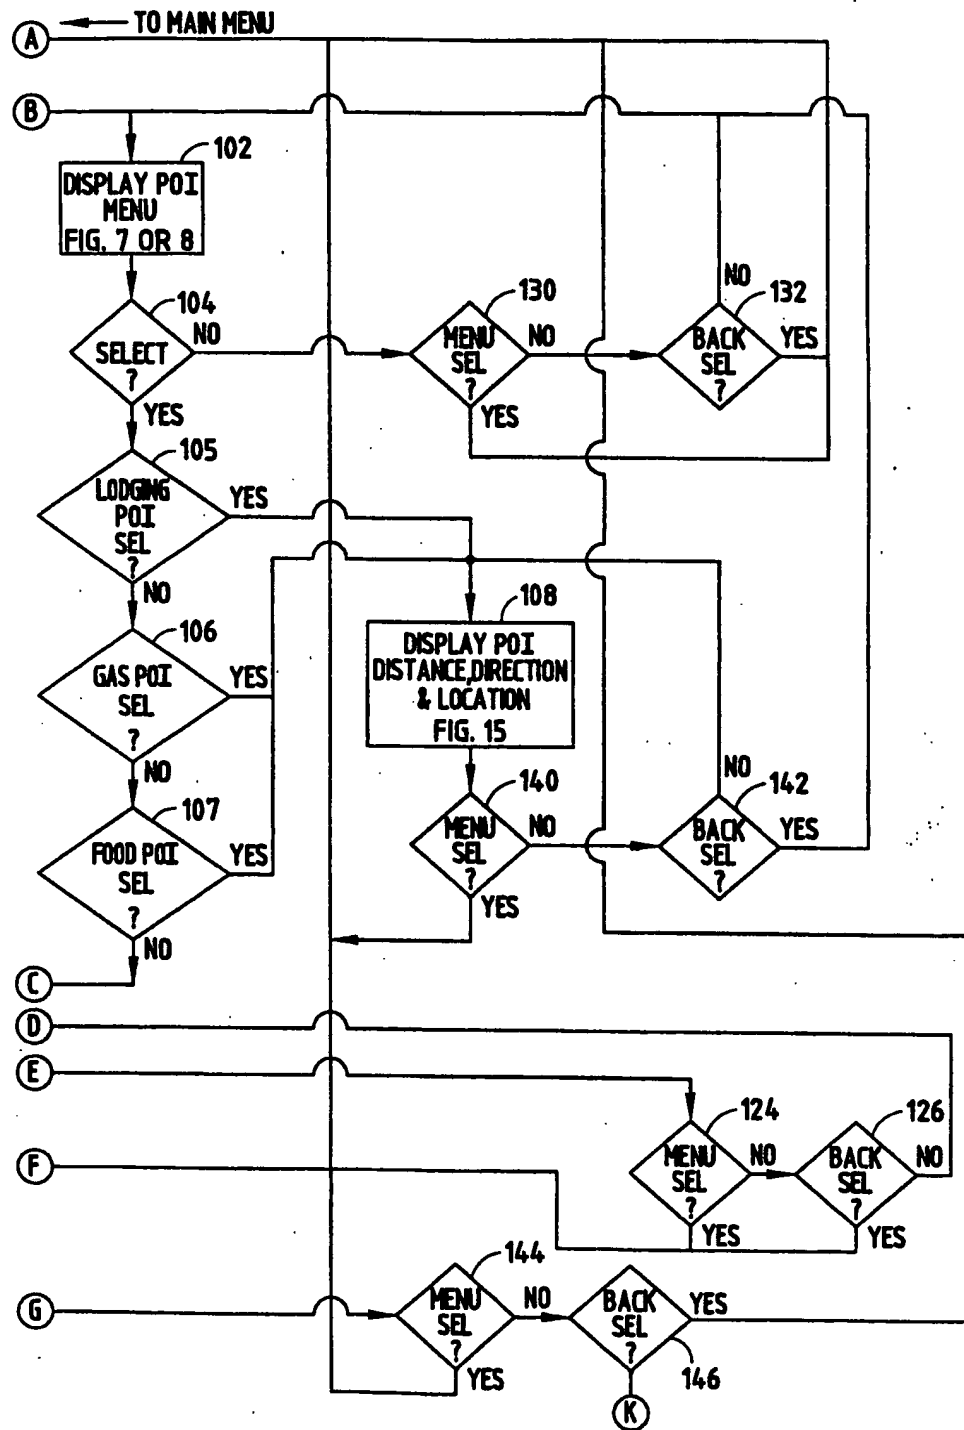 TO MAIN MENU
A
B
102
DISPLAY POI
MENU
FIG. 7 OR 8
104
SELECT
?
NO
YES
130
MENU
SEL
?
NO
YES
132
BACK
SEL
?
NO
YES
105
LODGING
POI
SEL
?
YES
NO
106
GAS POI
SEL
?
YES
NO
107
FOOD POI
SEL
?
YES
NO
108
DISPLAY POI
DISTANCE,DIRECTION
& LOCATION
FIG. 15
140
MENU
SEL
?
NO
YES
142
BACK
SEL
?
NO
YES
C
D
E
F
124
MENU
SEL
?
NO
YES
126
BACK
SEL
?
NO
YES
G
144
MENU
SEL
?
NO
YES
BACK
SEL
?
YES
146
K